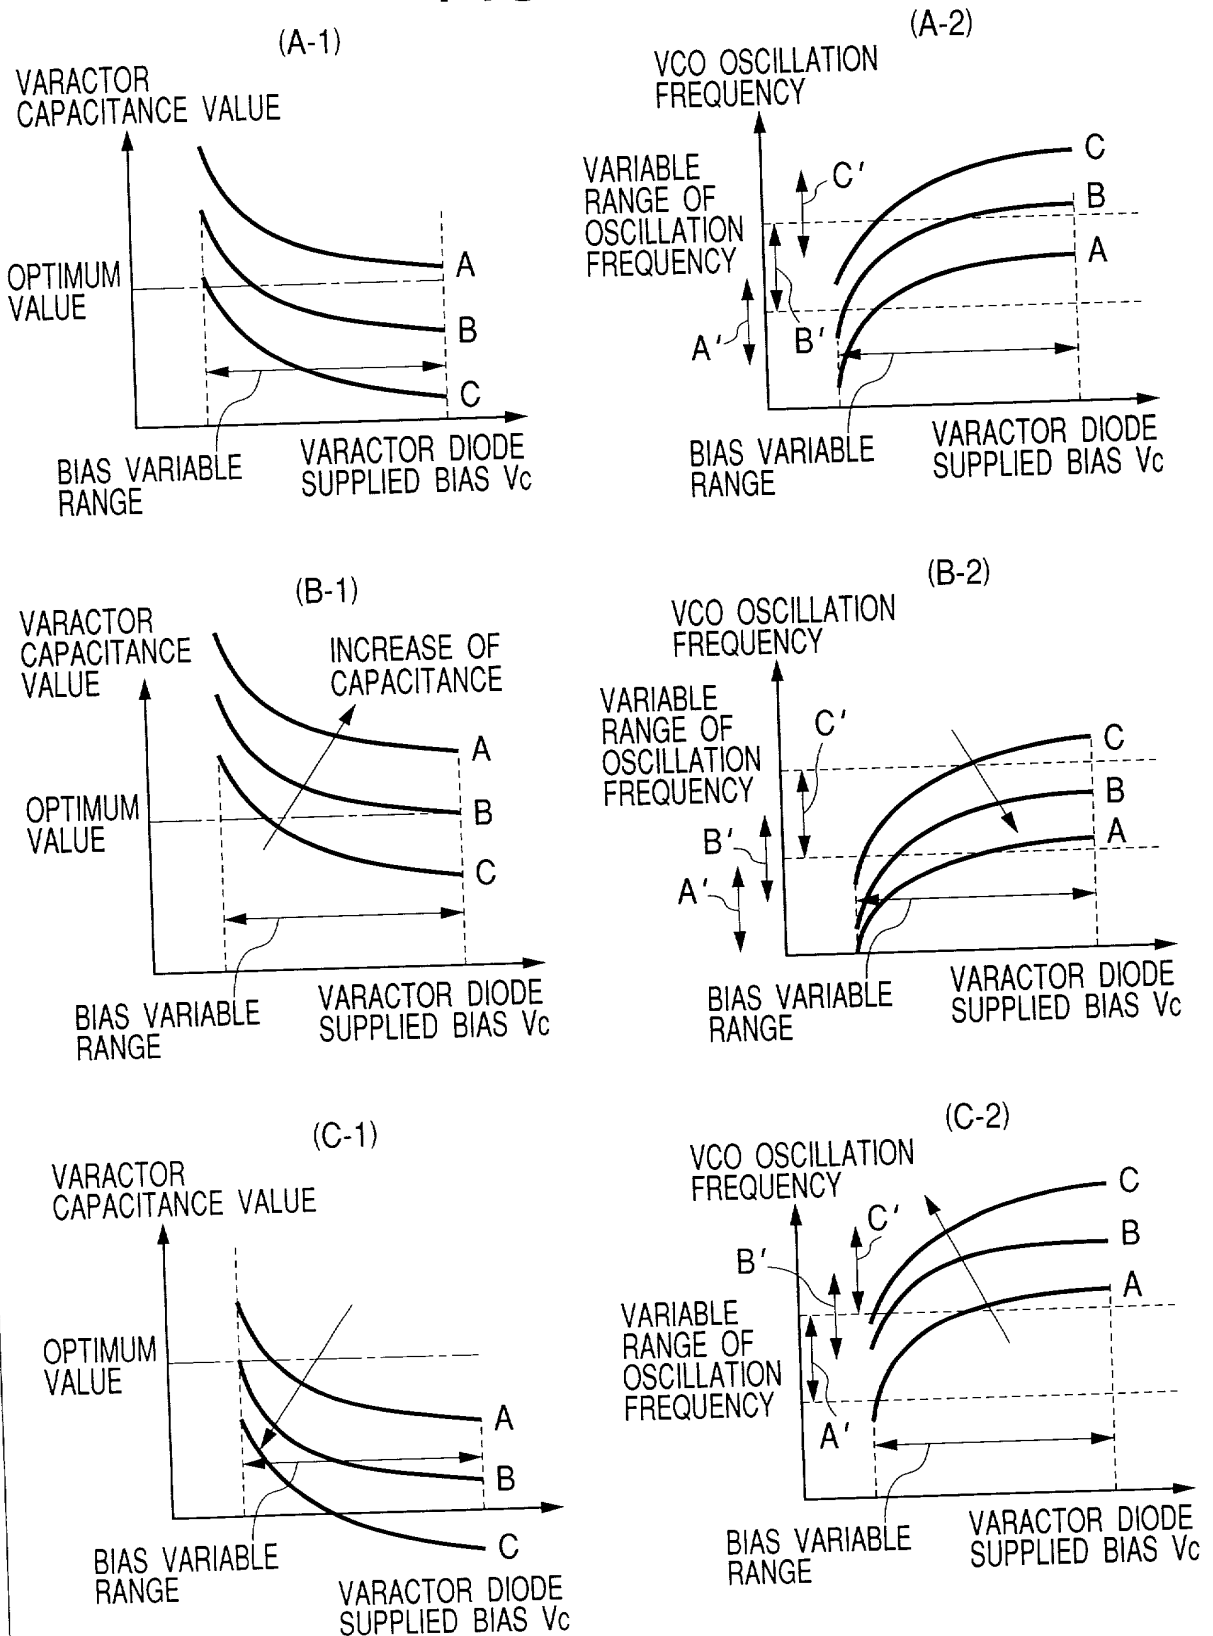 (A-1)
VARACTOR
CAPACITANCE VALUE
OPTIMUM
VALUE
A
B
C
BIAS VARIABLE
RANGE
VARACTOR DIODE
SUPPLIED BIAS Vc
(A-2)
VCO OSCILLATION
FREQUENCY
VARIABLE
RANGE OF
OSCILLATION
FREQUENCY
C'
A'
B'
C
B
A
BIAS VARIABLE
RANGE
VARACTOR DIODE
SUPPLIED BIAS Vc
(B-1)
VARACTOR
CAPACITANCE
VALUE
INCREASE OF
CAPACITANCE
OPTIMUM
VALUE
A
B
C
BIAS VARIABLE
RANGE
VARACTOR DIODE
SUPPLIED BIAS Vc
(B-2)
VCO OSCILLATION
FREQUENCY
VARIABLE
RANGE OF
OSCILLATION
FREQUENCY
C'
B'
A'
C
B
A
BIAS VARIABLE
RANGE
VARACTOR DIODE
SUPPLIED BIAS Vc
(C-1)
VARACTOR
CAPACITANCE VALUE
OPTIMUM
VALUE
A
B
C
BIAS VARIABLE
RANGE
VARACTOR DIODE
SUPPLIED BIAS Vc
(C-2)
VCO OSCILLATION
FREQUENCY
C'
B'
VARIABLE
RANGE OF
OSCILLATION
FREQUENCY
A'
C
B
A
BIAS VARIABLE
RANGE
VARACTOR DIODE
SUPPLIED BIAS Vc